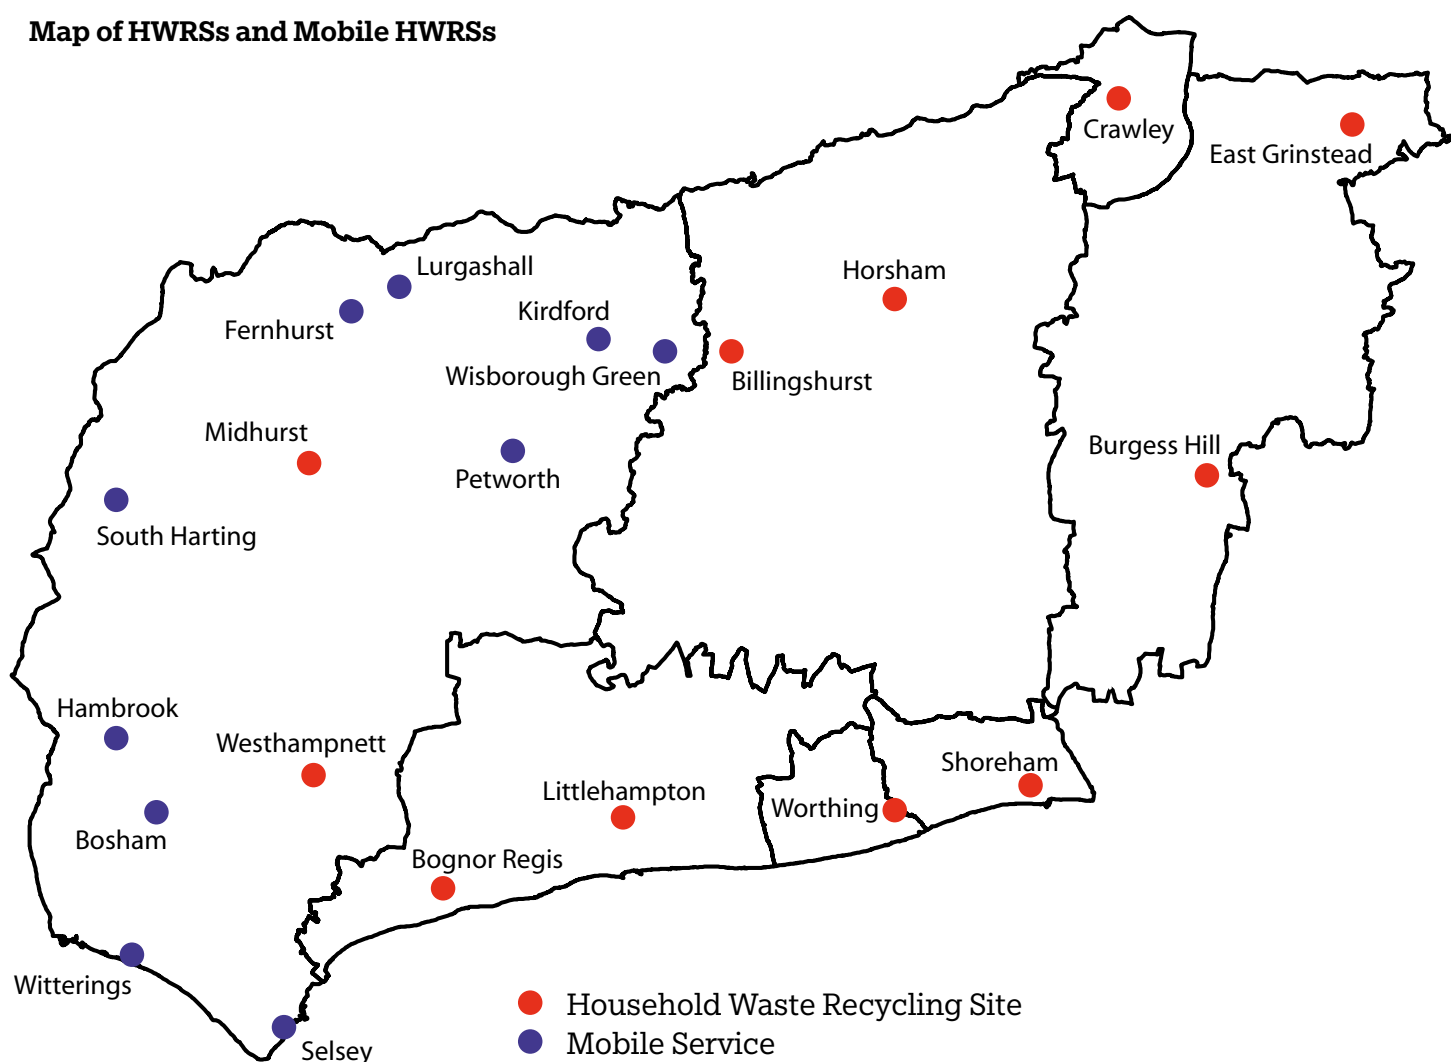 Map of HWRSs and Mobile HWRSs
Crawley
East Grinstead
Lurgashall
Horsham
Kirdford
Fernhurst
Wisborough Green
Billingshurst
Midhurst
Burgess Hill
Petworth
South Harting
Hambrook
Westhampnett
Shoreham
Littlehampton
Worthing
Bosham
Bognor Regis
Witterings
Household Waste Recycling Site
Mobile Service
Selsey